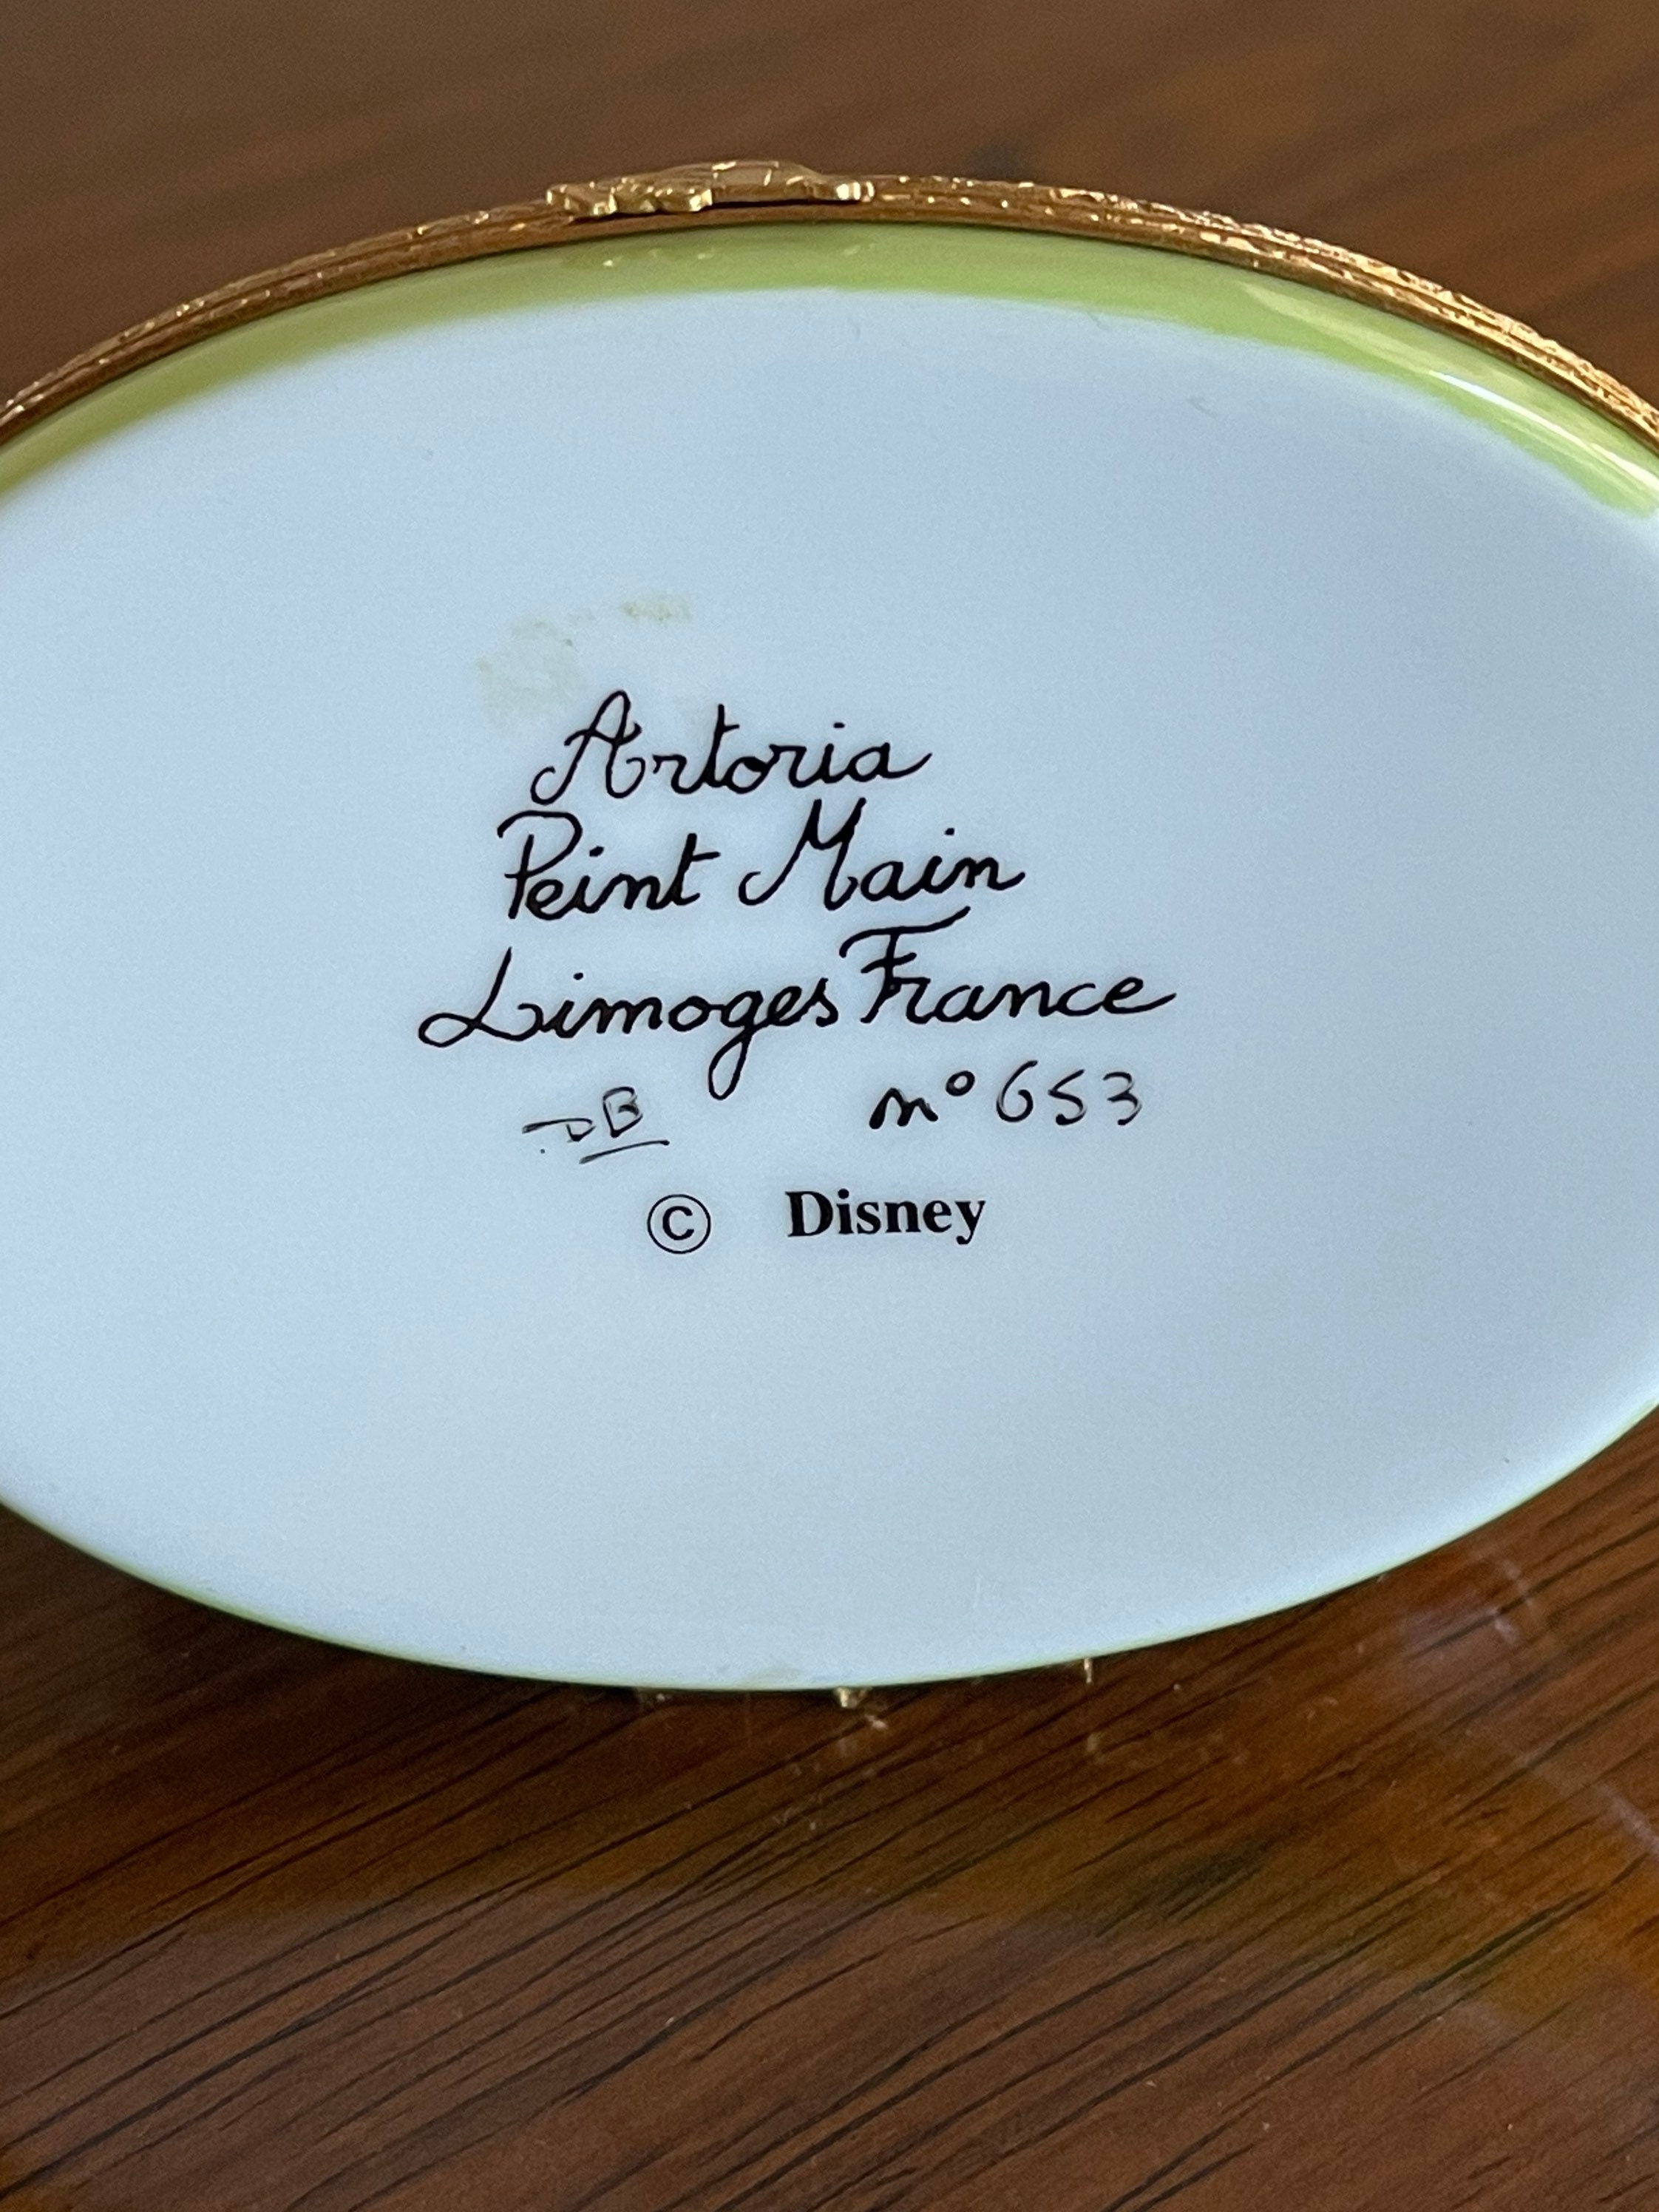 Artoria
Peint Main
Limoges France
DB n° 653
© Disney